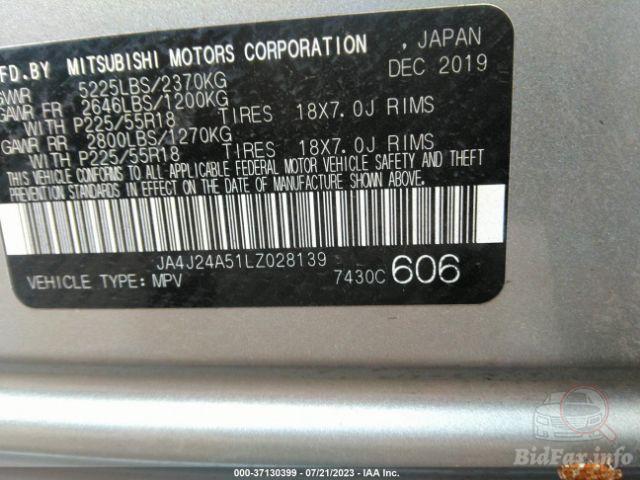 FD.BY MITSUBISHI MOTORS CORPORATION , JAPAN
GVWR 5225LBS/2370KG DEC 2019
GAWR FR 2646LBS/1200KG
WITH P225/55R18 TIRES 18X7.0J RIMS
GAWR RR 2800LBS/1270KG
WITH P225/55R18 TIRES 18X7.0J RIMS
THIS VEHICLE CONFORMS TO ALL APPLICABLE FEDERAL MOTOR VEHICLE SAFETY AND THEFT
PREVENTION STANDARDS IN EFFECT ON THE DATE OF MANUFACTURE SHOWN ABOVE.
JA4J24A51LZ028139
VEHICLE TYPE: MPV 7430C 606
BidFax.info
000-37130399 - 07/21/2023 - IAA Inc.